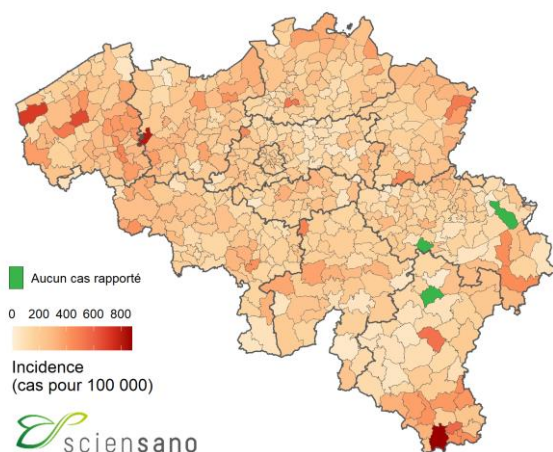 Aucun cas rapporté
0 200 400 600 800
Incidence
(cas pour 100 000)
sciensano